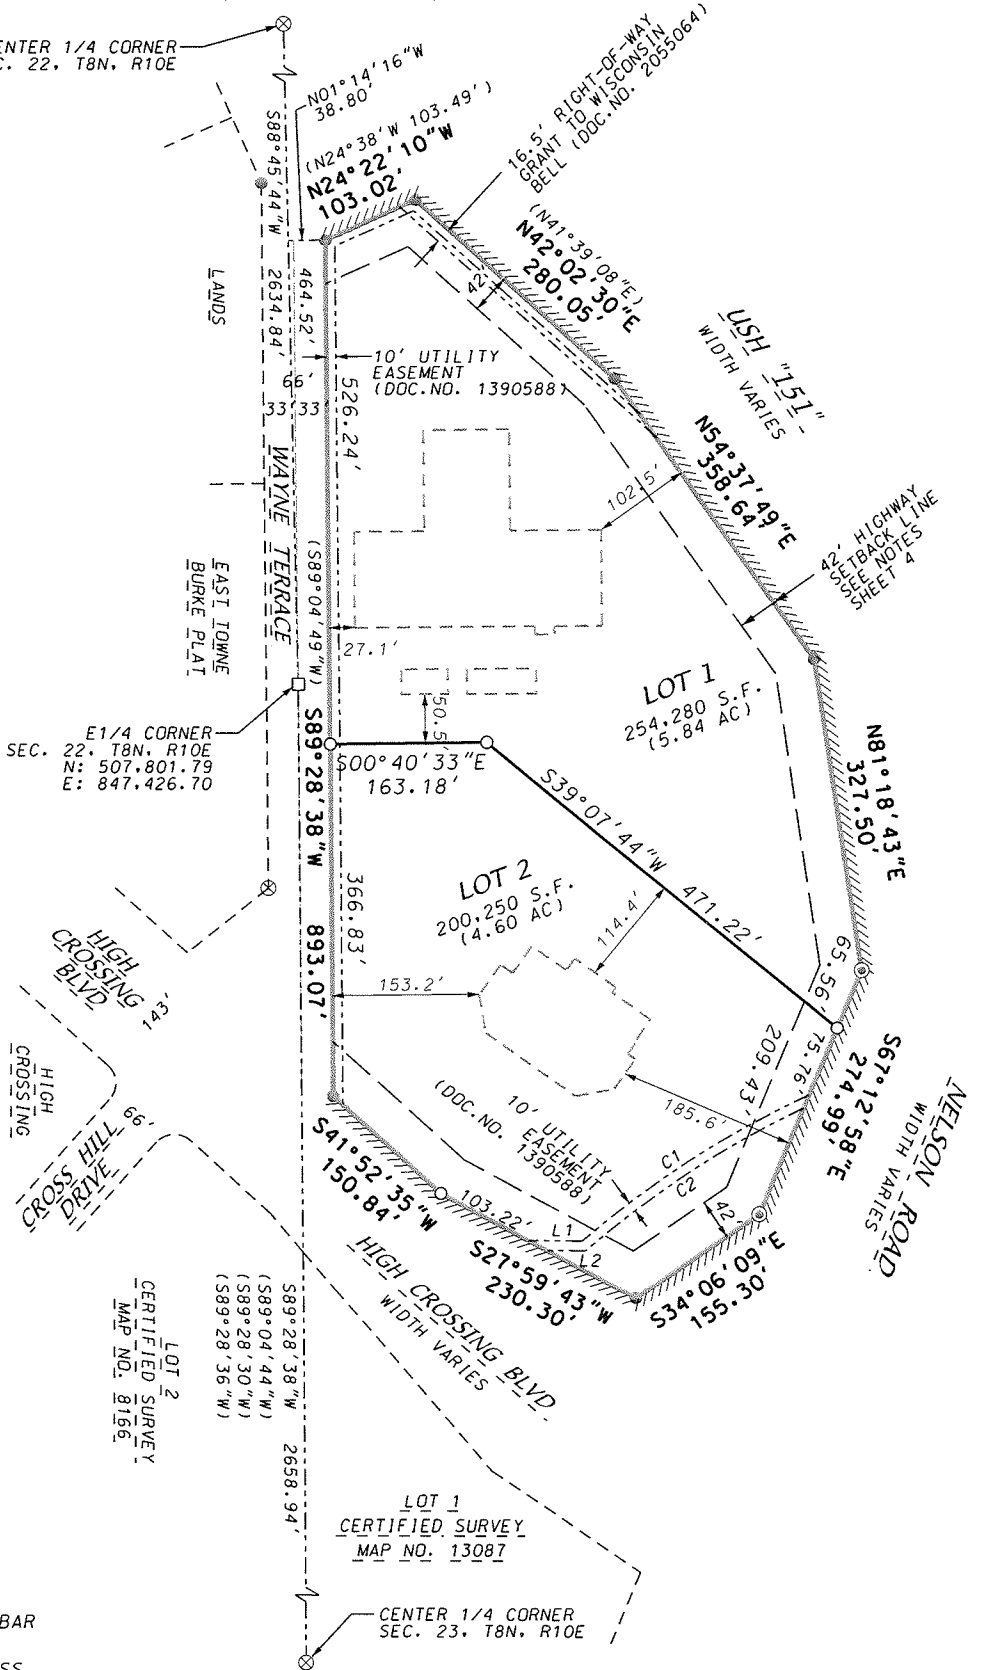 ENTER 1/4 CORNER
C. 22, T8N, R10E
N01°14'16"W
38.80'
(N24°38'W 103.49')
N24°22'10"W
103.02'
16.5' RIGHT-OF-WAY
GRANT TO WISCONSIN
BELL (DOC.NO. 2055064)
(N41°39'08"E)
N42°02'30"E
280.05'
42'
S88°45'44"W 2634.84'
464.52'
LANDS
10' UTILITY
EASEMENT
(DOC.NO. 1390588)
66'
33' 33'
526.24'
USH "151"
WIDTH VARIES
N54°37'49"E
358.64'
102.5'
42' HIGHWAY
SETBACK LINE
SEE NOTES
SHEET 4
WAYNE TERRACE
(S89°04'49"W)
EAST TOWNE
BURKE PLAT
27.1'
LOT 1
254,280 S.F.
(5.84 AC)
50.5'
E1/4 CORNER
SEC. 22, T8N, R10E
N: 507,801.79
E: 847,426.70
S00°40'33"E
163.18'
S39°07'44"W 471.22'
N81°18'43"E
327.50'
S89°28'38"W 893.07'
366.83'
LOT 2
200,250 S.F.
(4.60 AC)
114.4'
153.2'
65.56'
75.76'
209.43'
S67°12'58"E
274.99'
NELSON ROAD
WIDTH VARIES
HIGH
CROSSING
BLVD
143'
HIGH
CROSSING
66'
CROSS HILL
DRIVE
185.6'
10'
UTILITY
EASEMENT
(DOC.NO. 1390588)
C1
C2
L1
L2
42'
S41°52'35"W
150.84'
103.22'
S27°59'43"W
230.30'
S34°06'09"E
155.30'
HIGH CROSSING BLVD
WIDTH VARIES
LOT 2
CERTIFIED SURVEY
MAP NO. 8166
S89°28'38"W 2658.94'
(S89°04'44"W)
(S89°28'30"W)
(S89°28'36"W)
LOT 1
CERTIFIED SURVEY
MAP NO. 13087
CENTER 1/4 CORNER
SEC. 23, T8N, R10E
BAR